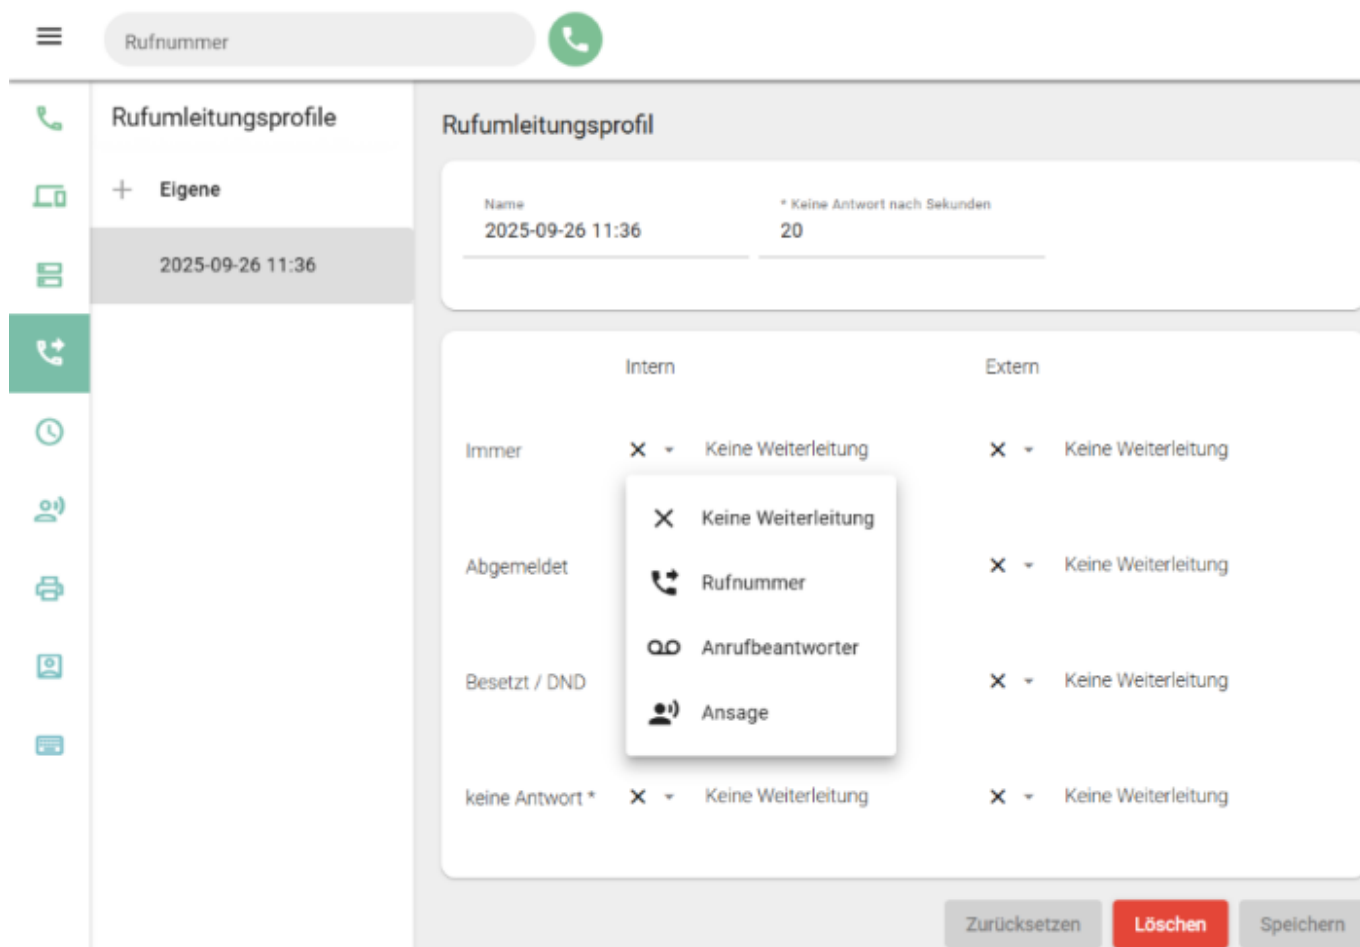 Rufnummer
Rufumleitungsprofile
Eigene
2025-09-26 11:36
Rufumleitungsprofil
Name
2025-09-26 11:36
* Keine Antwort nach Sekunden
20
Intern Extern
Immer Keine Weiterleitung Keine Weiterleitung
Keine Weiterleitung
Rufnummer
Anrufbeantworter
Ansage
Abgemeldet Keine Weiterleitung
Besetzt / DND Keine Weiterleitung
keine Antwort * Keine Weiterleitung Keine Weiterleitung
Zurücksetzen Löschen Speichern